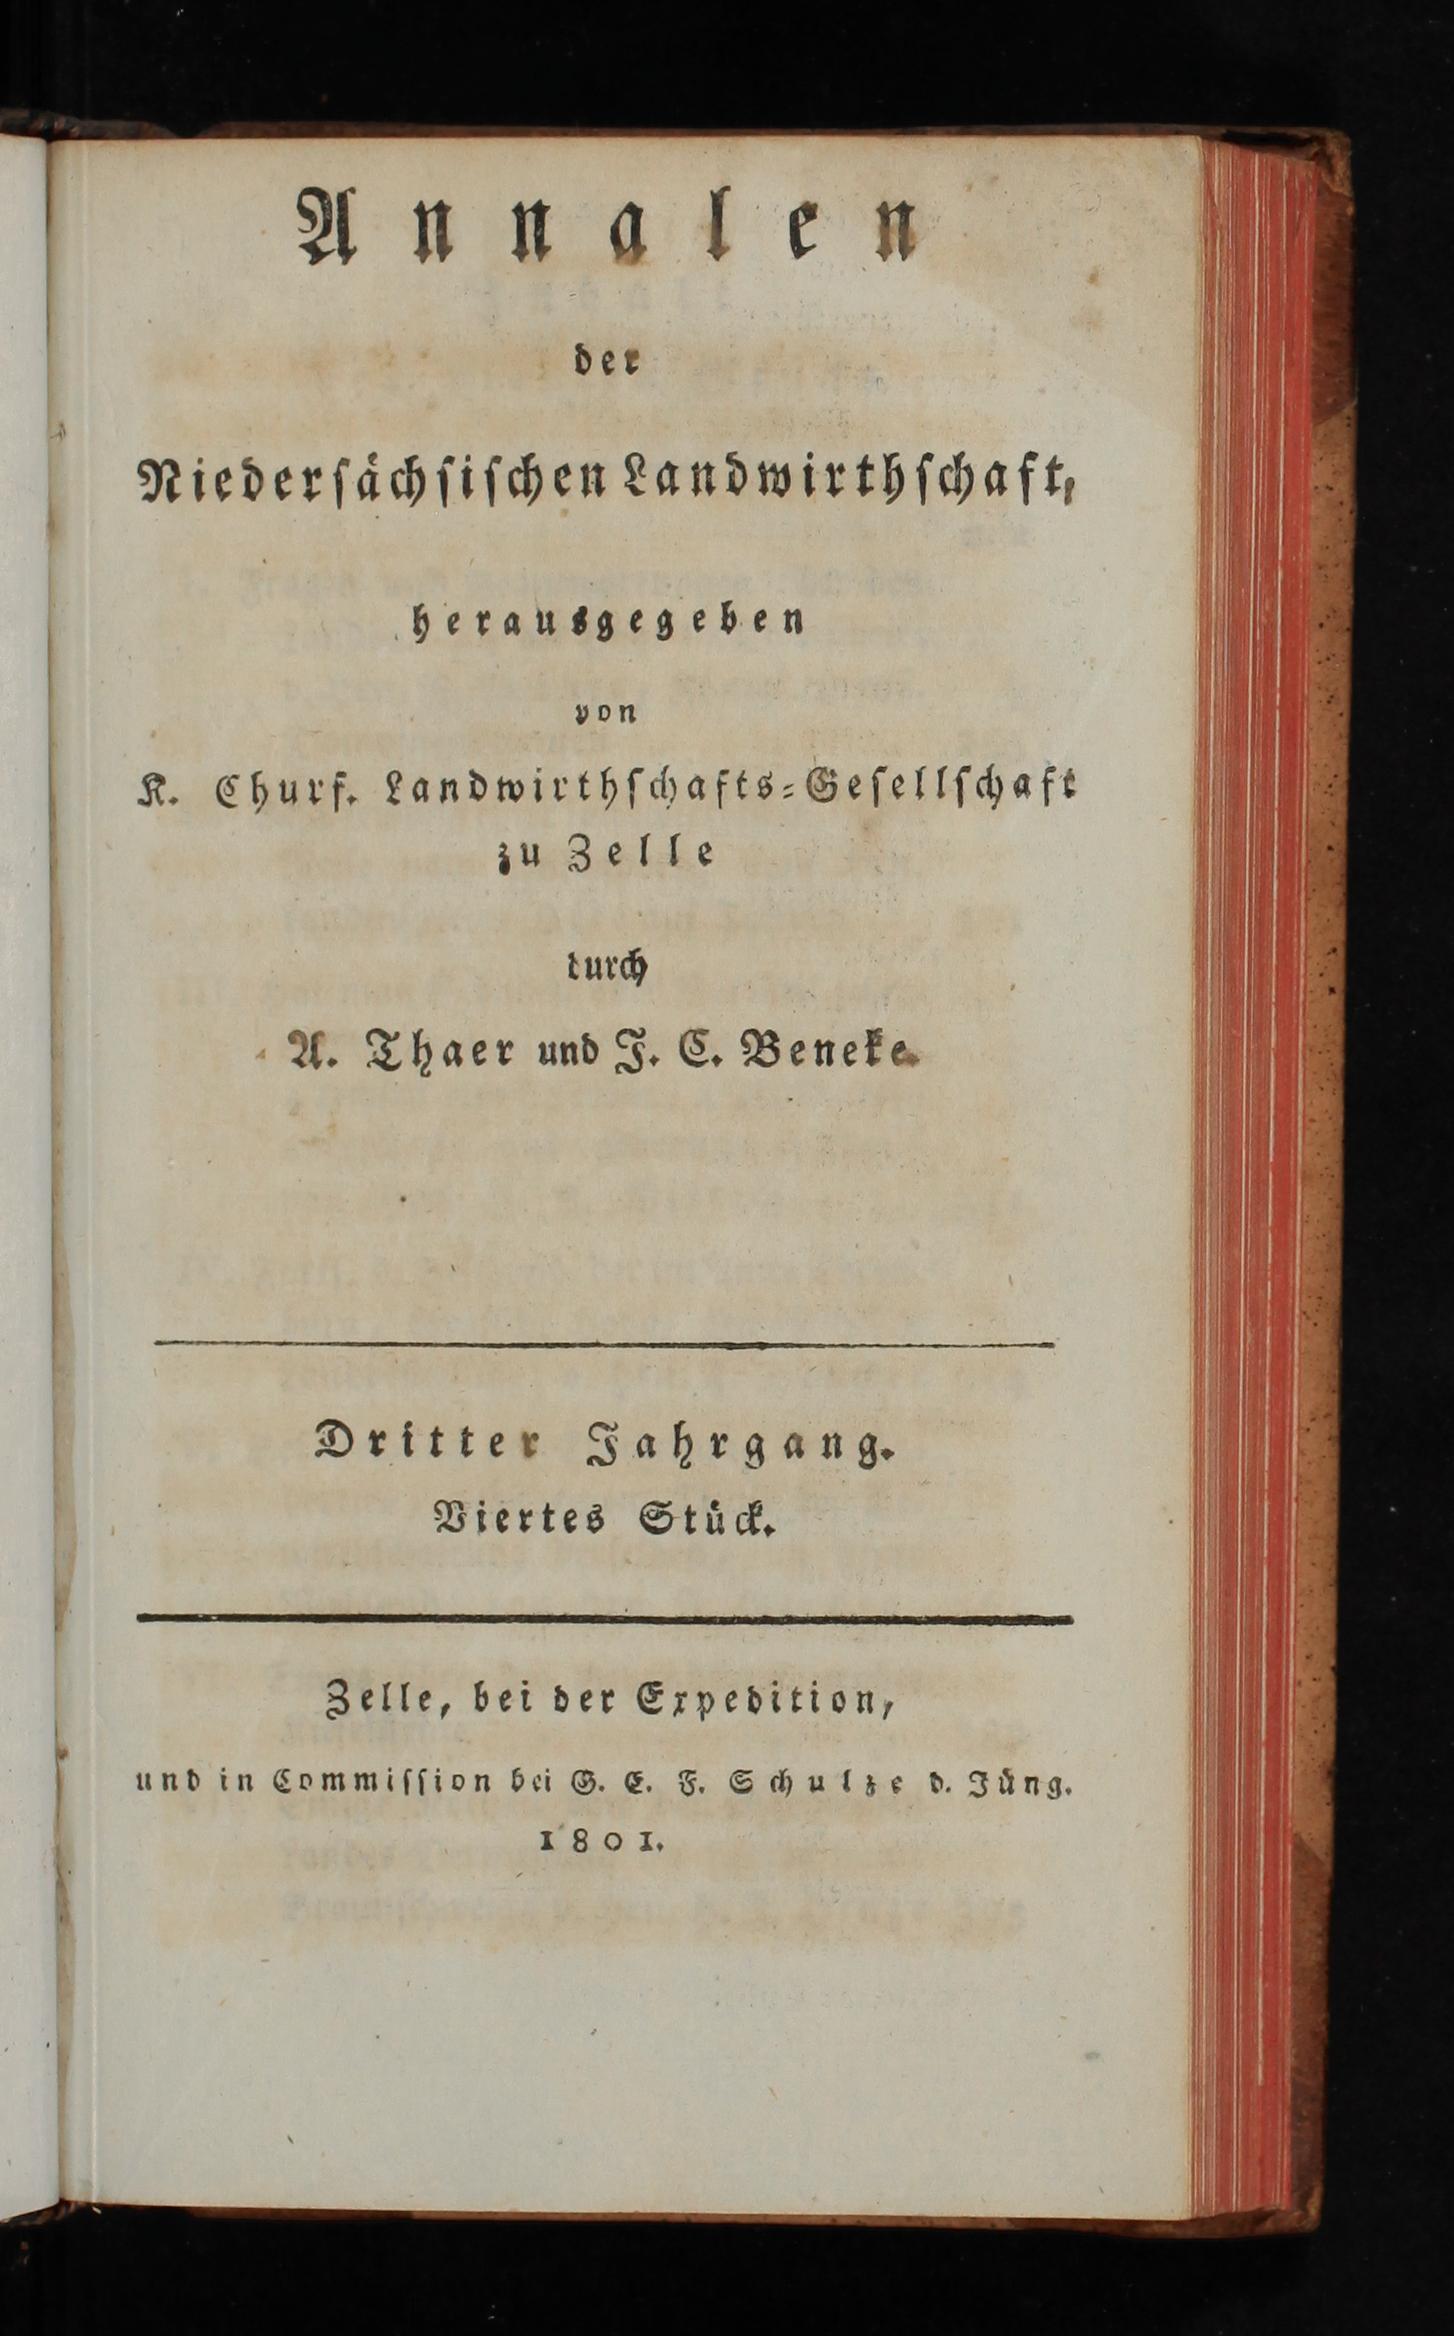 Annalen
der
Niederſächſiſchen Landwirthſchaft,
herausgegeben
von
K. Churf. Landwirthſchafts-Geſellſchaft
zu Zelle
durch
A. Thaer und J. C. Beneke.
Dritter Jahrgang.
Viertes Stück.
Zelle, bei der Expedition,
und in Commiſſion bei G. E. F. Schulze d. Jüng.
1801.